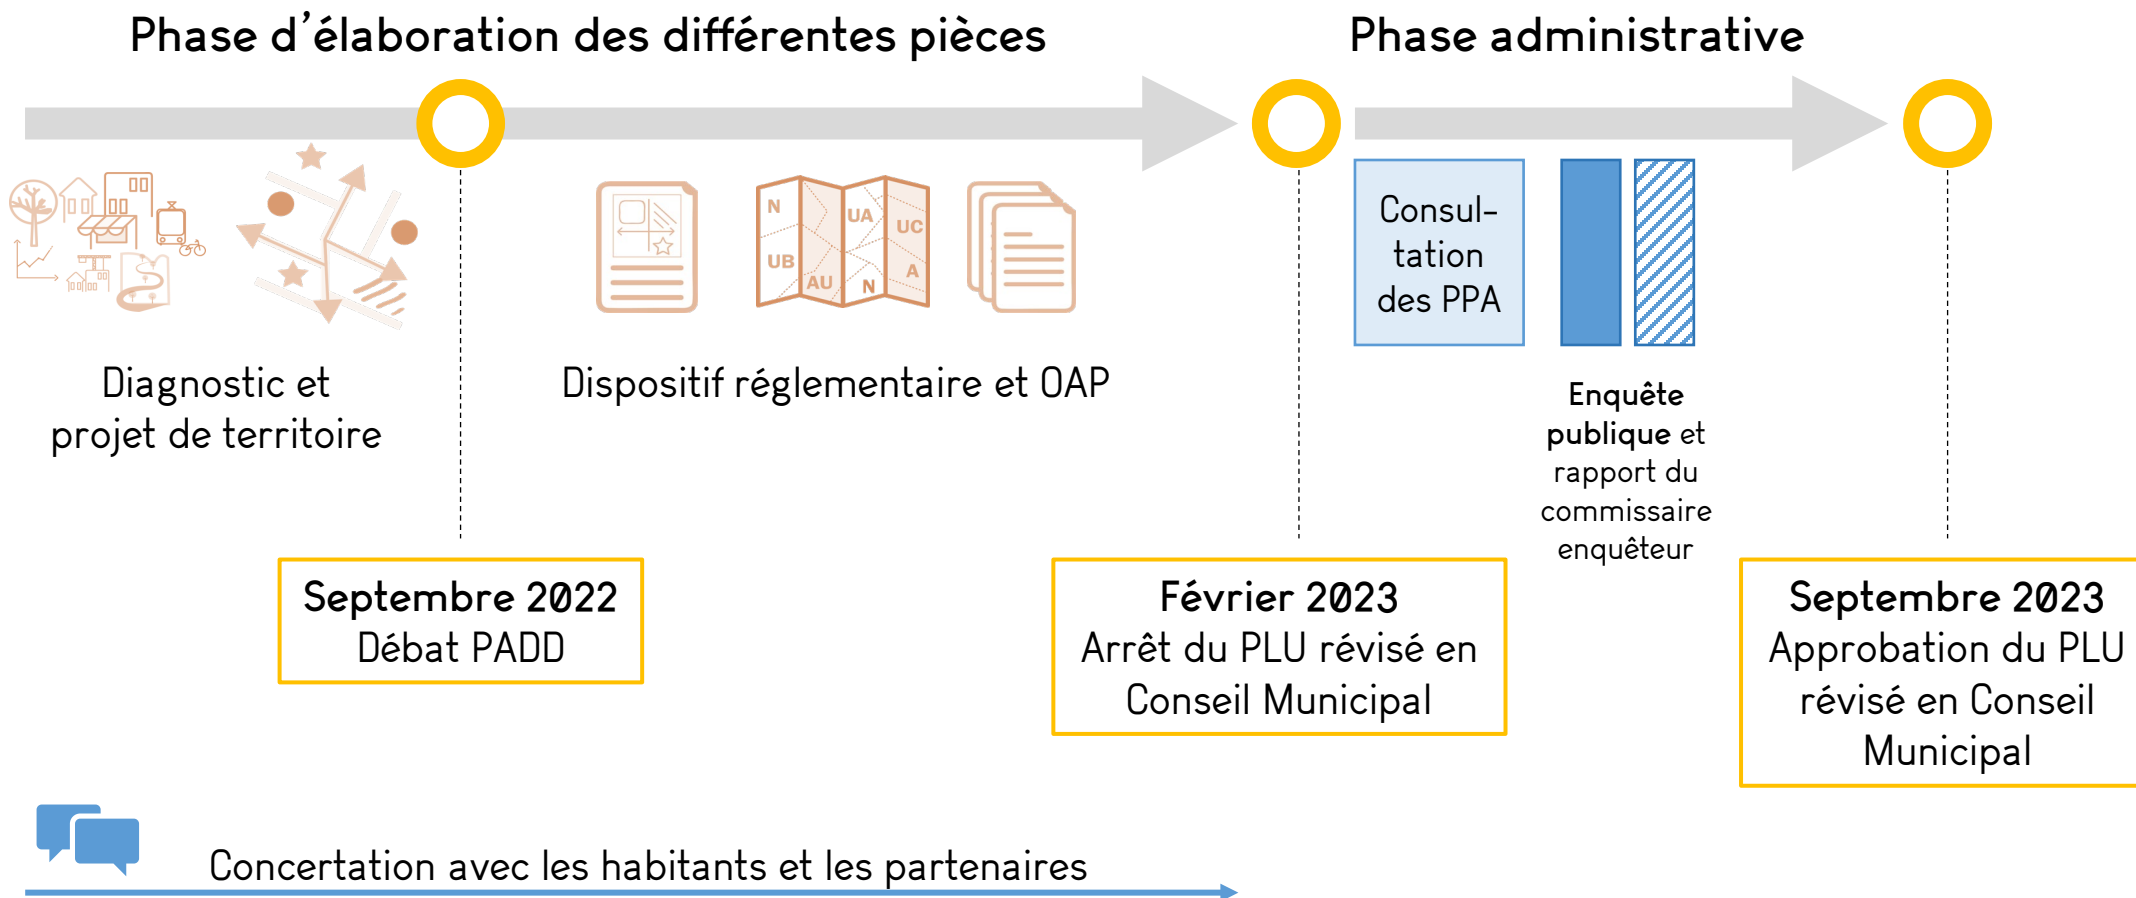 Phase d'élaboration des différentes pièces
Phase administrative
N
UB
AU
UA
N
UC
A
Consul-
tation
des PPA
Diagnostic et
projet de territoire
Dispositif réglementaire et OAP
Enquête
publique et
rapport du
commissaire
enquêteur
Septembre 2022
Débat PADD
Février 2023
Arrêt du PLU révisé en
Conseil Municipal
Septembre 2023
Approbation du PLU
révisé en Conseil
Municipal
Concertation avec les habitants et les partenaires